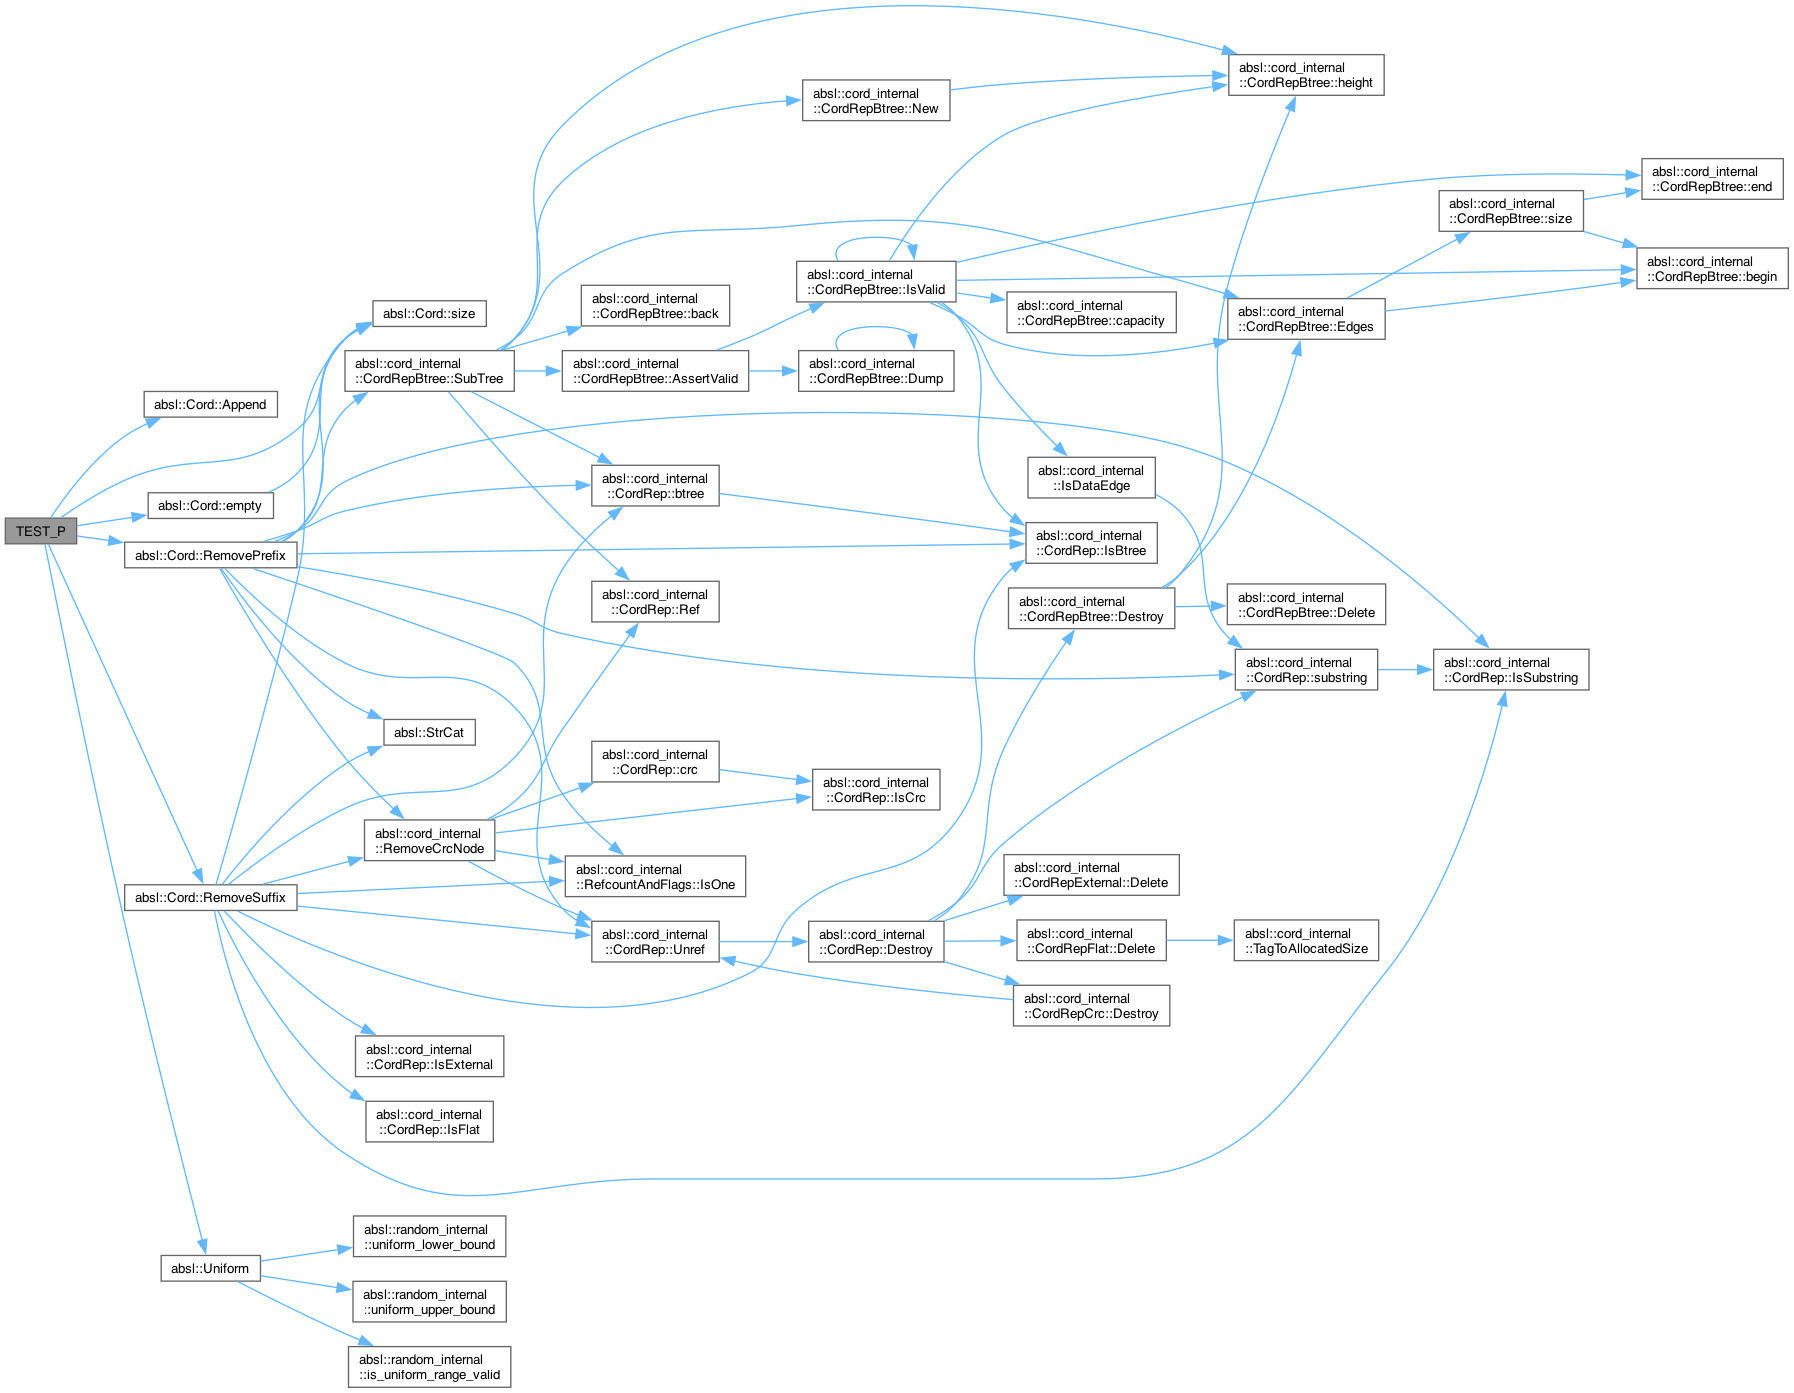 TEST_P
absl::Cord::Append
absl::Cord::size
absl::Cord::empty
absl::Cord::RemovePrefix
absl::cord_internal
::CordRepBtree::SubTree
absl::cord_internal
::CordRepBtree::New
absl::cord_internal
::CordRepBtree::height
absl::cord_internal
::CordRepBtree::back
absl::cord_internal
::CordRepBtree::AssertValid
absl::cord_internal
::CordRepBtree::IsValid
absl::cord_internal
::CordRepBtree::Dump
absl::cord_internal
::CordRepBtree::capacity
absl::cord_internal
::CordRepBtree::Edges
absl::cord_internal
::CordRepBtree::size
absl::cord_internal
::CordRepBtree::end
absl::cord_internal
::CordRepBtree::begin
absl::cord_internal
::CordRep::btree
absl::cord_internal
::IsDataEdge
absl::cord_internal
::CordRep::IsBtree
absl::cord_internal
::CordRep::Ref
absl::cord_internal
::CordRepBtree::Destroy
absl::cord_internal
::CordRepBtree::Delete
absl::cord_internal
::CordRep::substring
absl::cord_internal
::CordRep::IsSubstring
absl::StrCat
absl::cord_internal
::CordRep::crc
absl::cord_internal
::CordRep::IsCrc
absl::cord_internal
::RemoveCrcNode
absl::cord_internal
::RefcountAndFlags::IsOne
absl::Cord::RemoveSuffix
absl::cord_internal
::CordRep::Unref
absl::cord_internal
::CordRep::Destroy
absl::cord_internal
::CordRepExternal::Delete
absl::cord_internal
::CordRepFlat::Delete
absl::cord_internal
::TagToAllocatedSize
absl::cord_internal
::CordRepCrc::Destroy
absl::cord_internal
::CordRep::IsExternal
absl::cord_internal
::CordRep::IsFlat
absl::Uniform
absl::random_internal
::uniform_lower_bound
absl::random_internal
::uniform_upper_bound
absl::random_internal
::is_uniform_range_valid